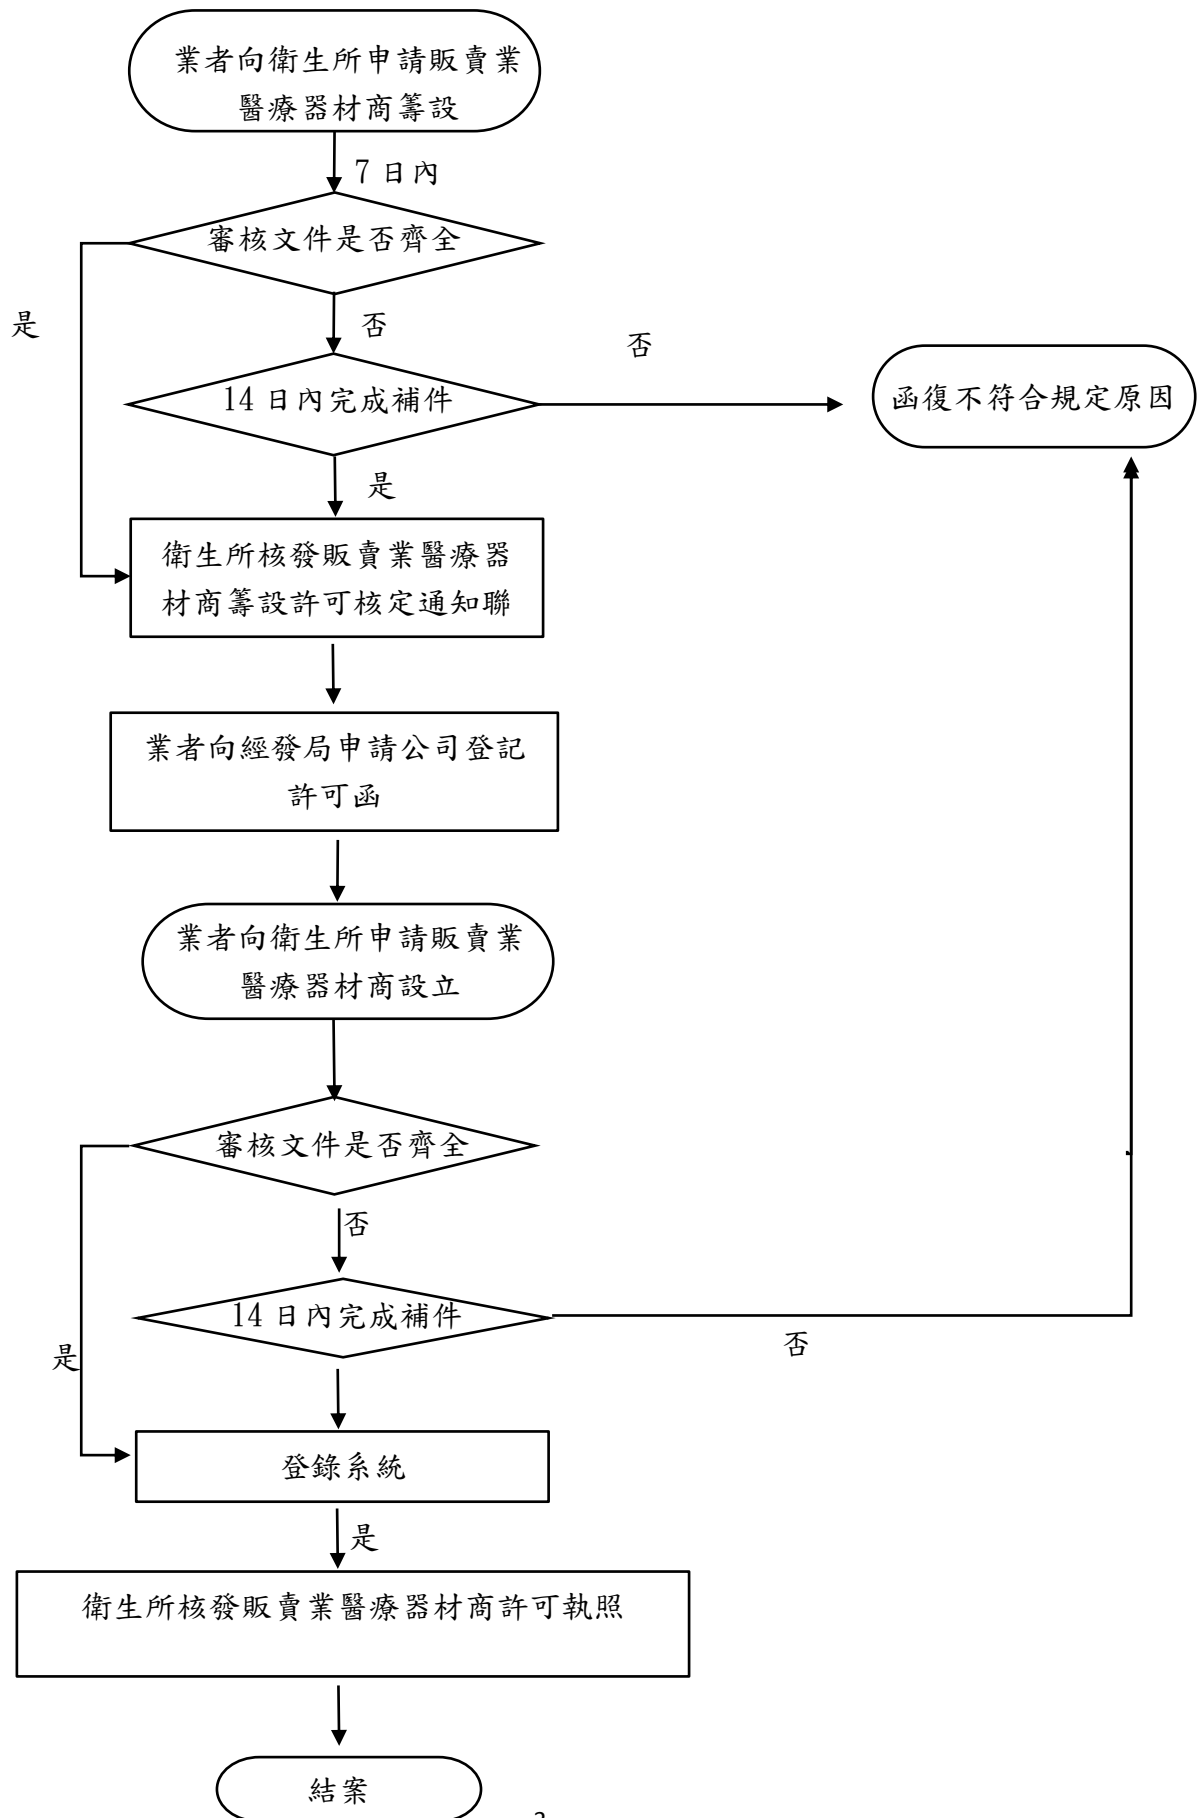 業者向衛生所申請販賣業
醫療器材商籌設
7 日內
審核文件是否齊全
是
否
否
14 日內完成補件
函復不符合規定原因
是
衛生所核發販賣業醫療器
材商籌設許可核定通知聯
業者向經發局申請公司登記
許可函
業者向衛生所申請販賣業
醫療器材商設立
審核文件是否齊全
否
14 日內完成補件
否
是
登錄系統
是
衛生所核發販賣業醫療器材商許可執照
結案